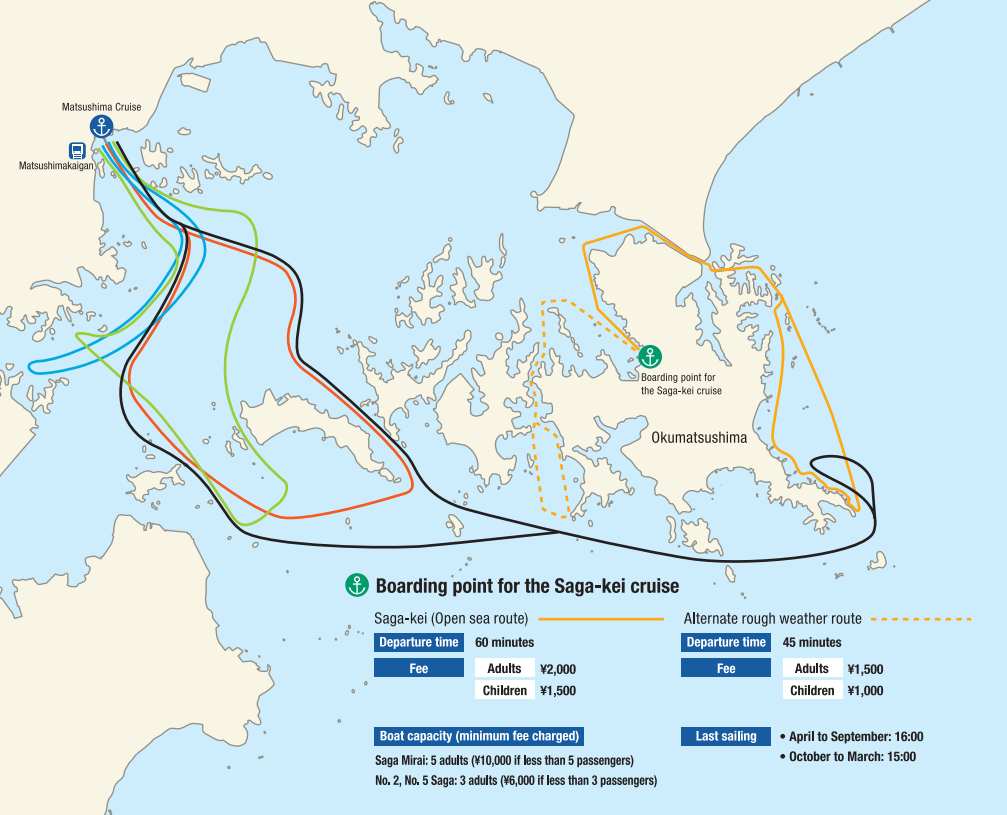 Matsushima Cruise
Matsushimakaigan
Boarding point for
the Saga-kei cruise
Okumatsushima
Boarding point for the Saga-kei cruise
Saga-kei (Open sea route)
Departure time 60 minutes
Fee Adults ¥2,000
Children ¥1,500
Alternate rough weather route
Departure time 45 minutes
Fee Adults ¥1,500
Children ¥1,000
Boat capacity (minimum fee charged)
Saga Mirai: 5 adults (¥10,000 if less than 5 passengers)
No. 2, No. 5 Saga: 3 adults (¥6,000 if less than 3 passengers)
Last sailing • April to September: 16:00
• October to March: 15:00